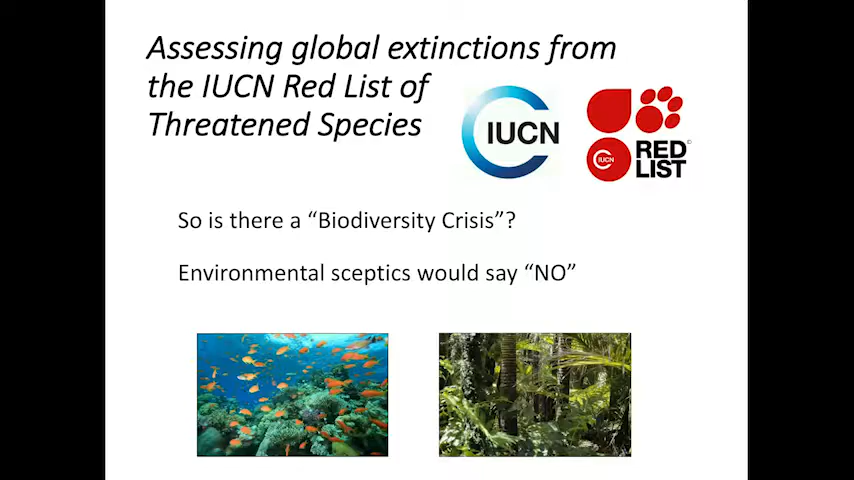 Assessing global extinctions from
the IUCN Red List of
Threatened Species
IUCN
IUCN
RED
LIST
©
So is there a “Biodiversity Crisis”?
Environmental sceptics would say “NO”